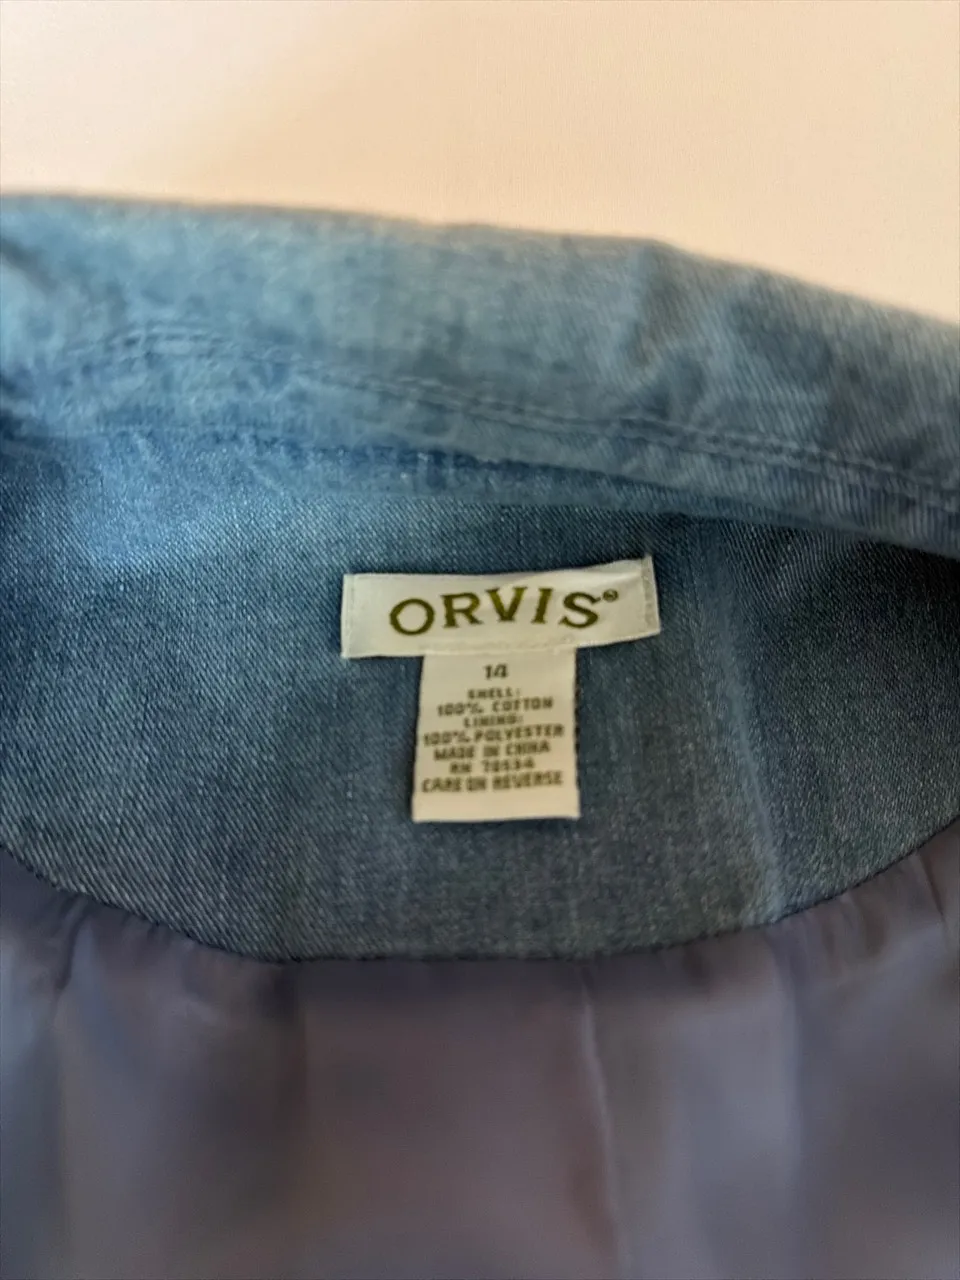 ORVIS®
14
SHELL:
100% COTTON
LINING:
100% POLYESTER
MADE IN CHINA
RN 70534
CARE ON REVERSE